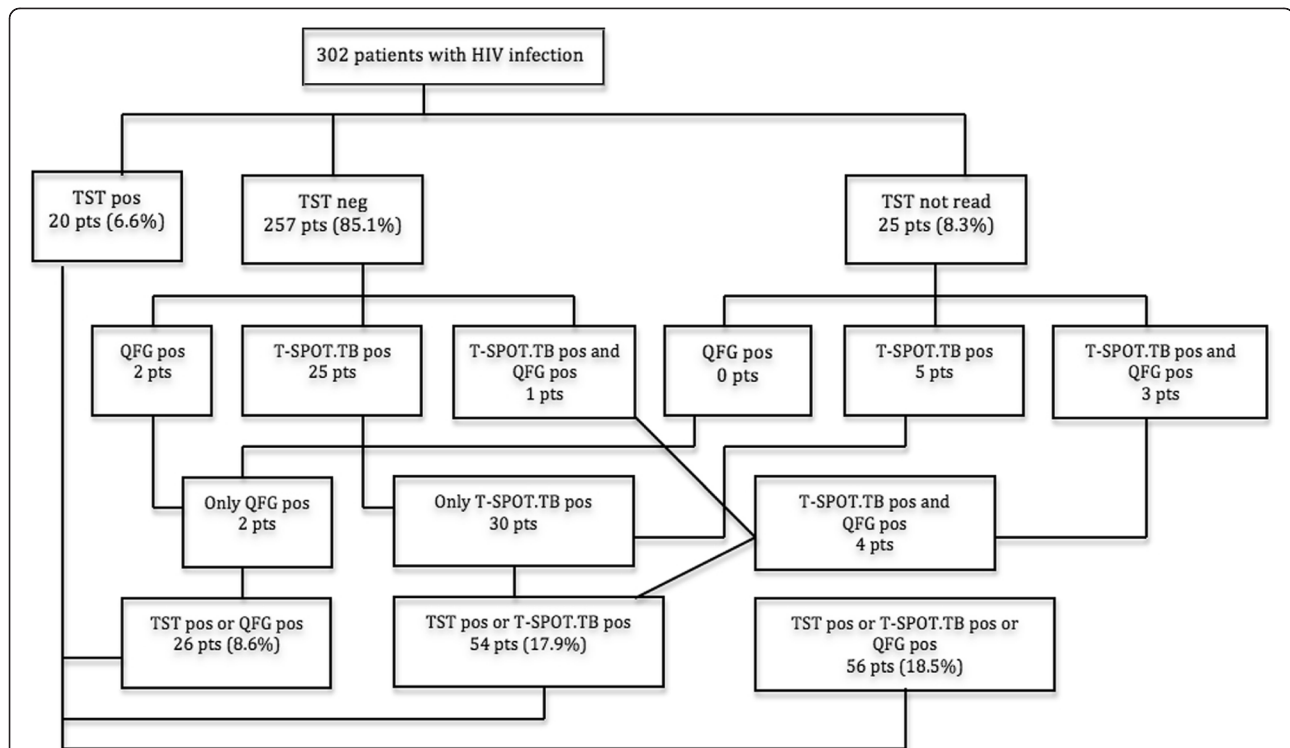 302 patients with HIV infection
TST pos
20 pts (6.6%)
TST neg
257 pts (85.1%)
TST not read
25 pts (8.3%)
QFG pos
2 pts
T-SPOT.TB pos
25 pts
T-SPOT.TB pos and
QFG pos
1 pts
QFG pos
0 pts
T-SPOT.TB pos
5 pts
T-SPOT.TB pos and
QFG pos
3 pts
Only QFG pos
2 pts
Only T-SPOT.TB pos
30 pts
T-SPOT.TB pos and
QFG pos
4 pts
TST pos or QFG pos
26 pts (8.6%)
TST pos or T-SPOT.TB pos
54 pts (17.9%)
TST pos or T-SPOT.TB pos or
QFG pos
56 pts (18.5%)